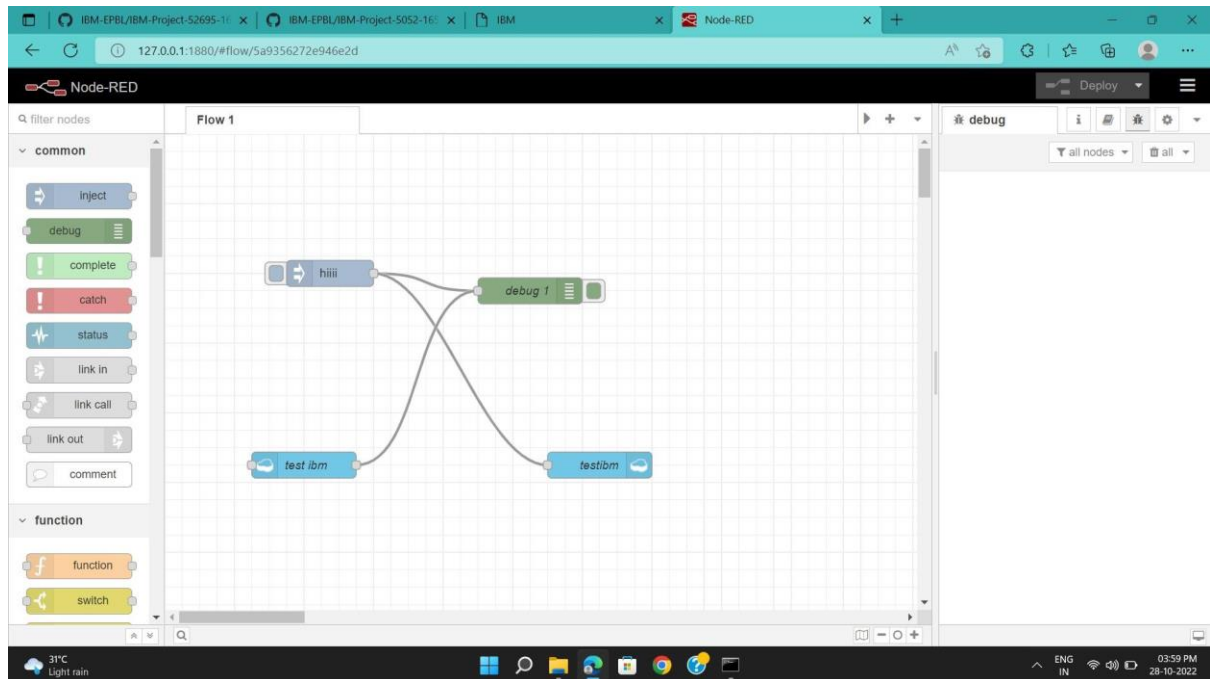 IBM-EPBL/IBM-Project-52695-16
IBM-EPBL/IBM-Project-5052-165
IBM
Node-RED
127.0.0.1:1880/#flow/5a9356272e946e2d
Node-RED
Deploy
filter nodes
Flow 1
debug
all nodes
all
common
inject
debug
complete
catch
status
link in
link call
link out
comment
function
function
switch
hiiii
debug 1
test ibm
testibm
31°C
Light rain
ENG
IN
03:59 PM
28-10-2022